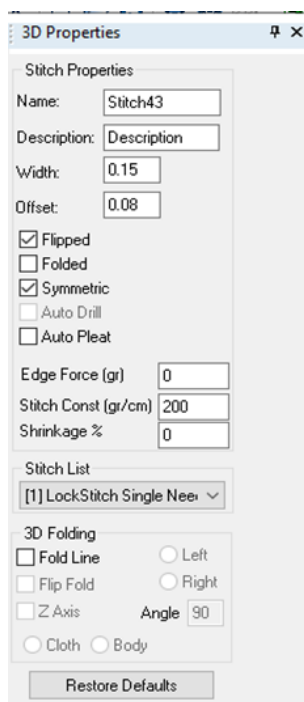 3D Properties
Stitch Properties
Name: Stitch43
Description: Description
Width: 0.15
Offset: 0.08
Flipped
Folded
Symmetric
Auto Drill
Auto Pleat
Edge Force (gr) 0
Stitch Const (gr/cm) 200
Shrinkage % 0
Stitch List
[1] LockStitch Single Nee
3D Folding
Fold Line Left
Flip Fold Right
Z Axis Angle 90
Cloth Body
Restore Defaults